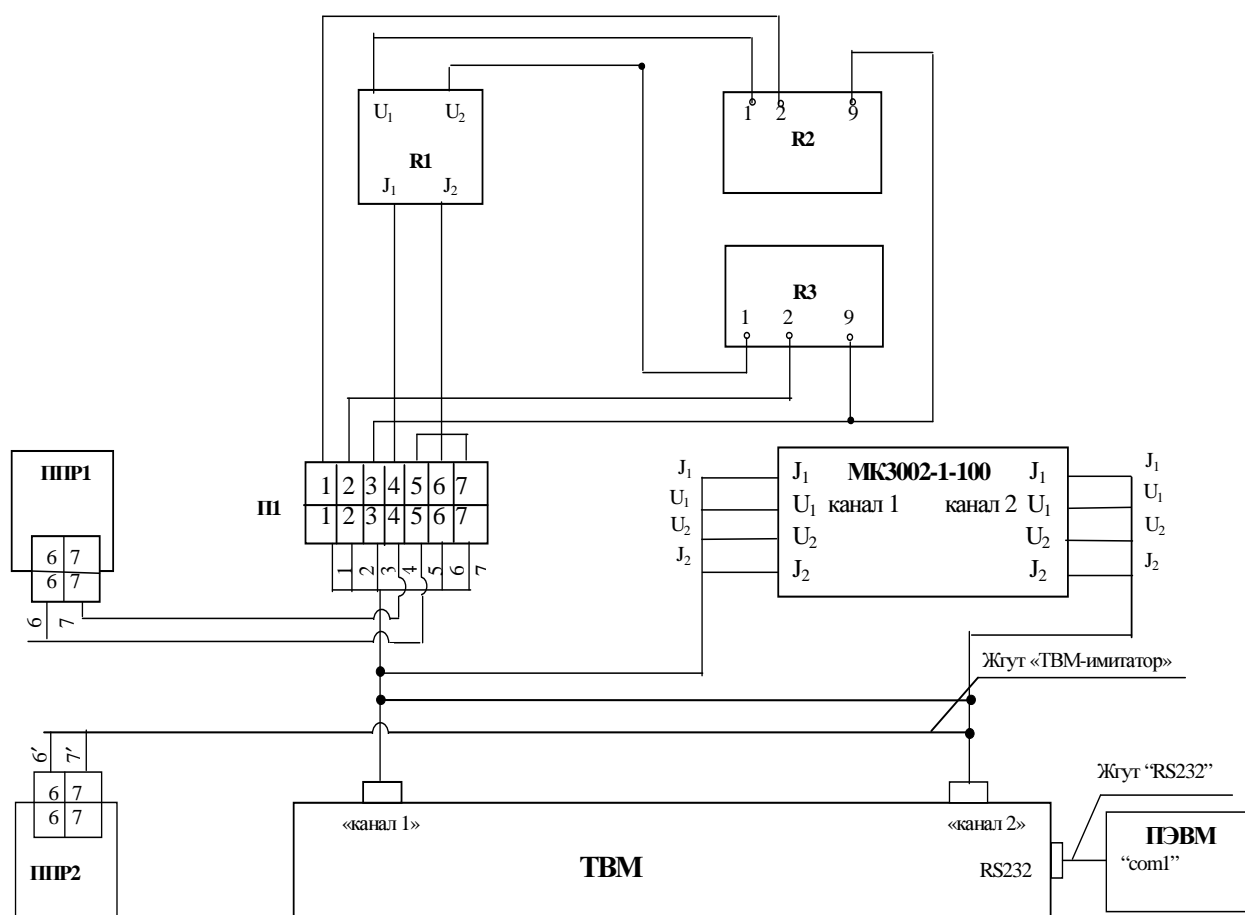 U1 U2
R1
J1 J2
1 2 9
R2
R3
1 2 9
ППР1
6 7
6 7
6 7
П1
1 2 3 4 5 6 7
1 2 3 4 5 6 7
1 2 3 4 5 6 7
J1
U1
U2
J2
МК3002-1-100
J1 J1
U1 канал 1 канал 2 U1
U2 U2
J2 J2
J1
U1
U2
J2
Жгут «ТВМ-имитатор»
6′ 7′
6 7
6 7
ППР2
«канал 1» «канал 2»
ТВМ
RS232
Жгут “RS232”
ПЭВМ
“com1”